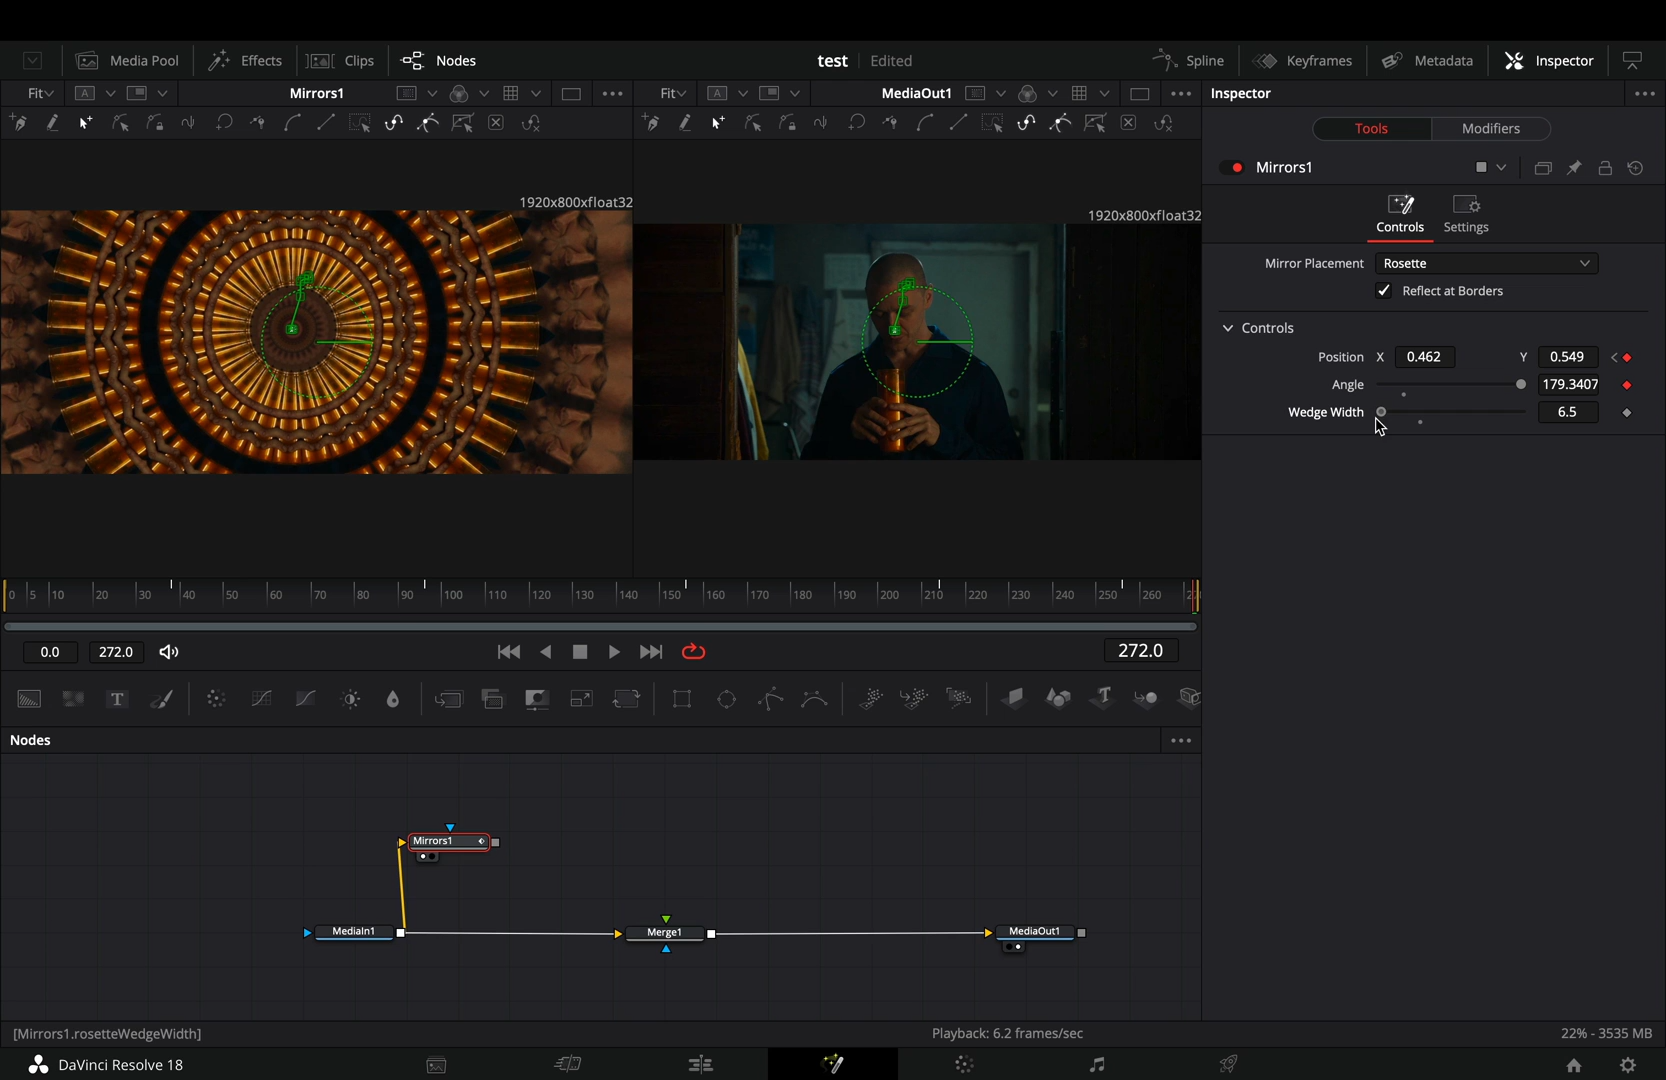 Media Pool
Effects
Clips
Nodes
test
Edited
Spline
Keyframes
Metadata
Inspector
Fit
A
Mirrors1
Fit
A
MediaOut1
Inspector
Tools
Modifiers
Mirrors1
1920x800xfloat32
1920x800xfloat32
Controls
Settings
Mirror Placement
Rosette
Reflect at Borders
Controls
Position X 0.462 Y 0.549
Angle 179.3407
Wedge Width 6.5
0 5 10 20 30 40 50 60 70 80 90 100 110 120 130 140 150 160 170 180 190 200 210 220 230 240 250 260
0.0
272.0
272.0
T
T
Nodes
Mirrors1
MediaIn1
Merge1
MediaOut1
[Mirrors1.rosetteWedgeWidth]
Playback: 6.2 frames/sec
22% - 3535 MB
DaVinci Resolve 18